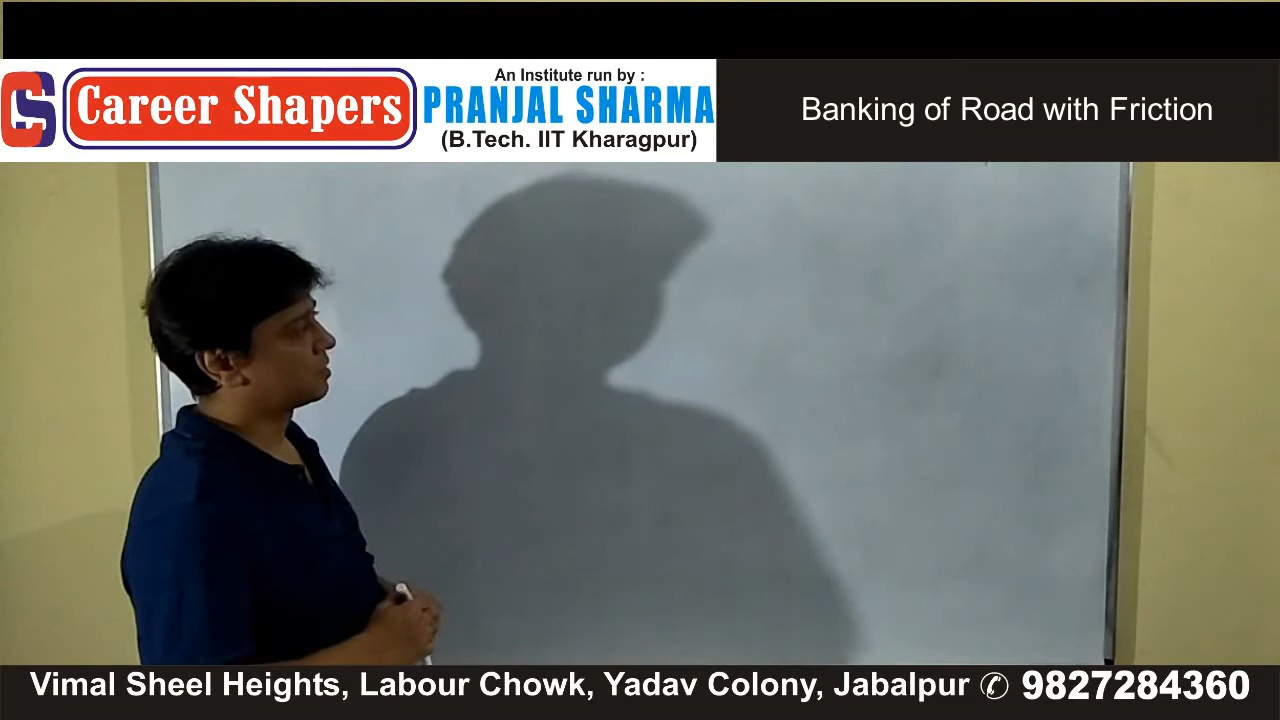 CS Career Shapers
An Institute run by :
PRANJAL SHARMA
(B.Tech. IIT Kharagpur)
Banking of Road with Friction
Vimal Sheel Heights, Labour Chowk, Yadav Colony, Jabalpur ✆ 9827284360